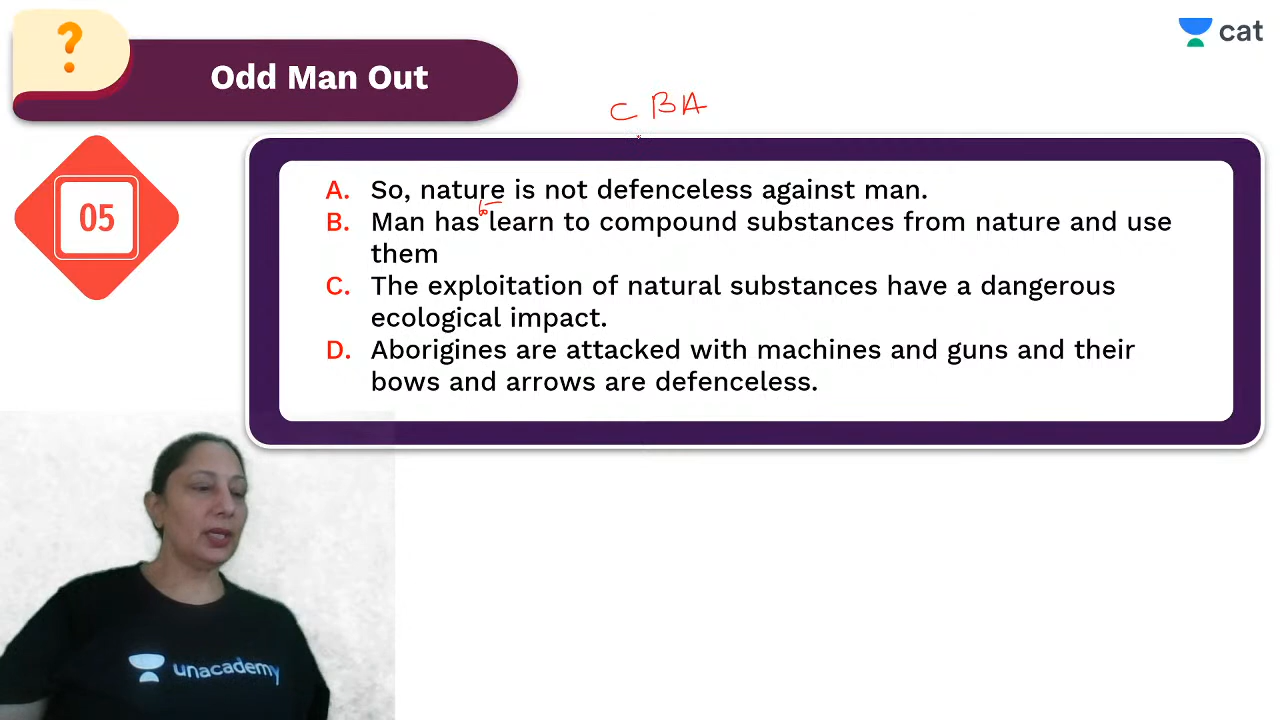 ?
cat
Odd Man Out
C B A
05
A. So, nature is not defenceless against man.
B. Man has learn to compound substances from nature and use
them
C. The exploitation of natural substances have a dangerous
ecological impact.
D. Aborigines are attacked with machines and guns and their
bows and arrows are defenceless.
unacademy